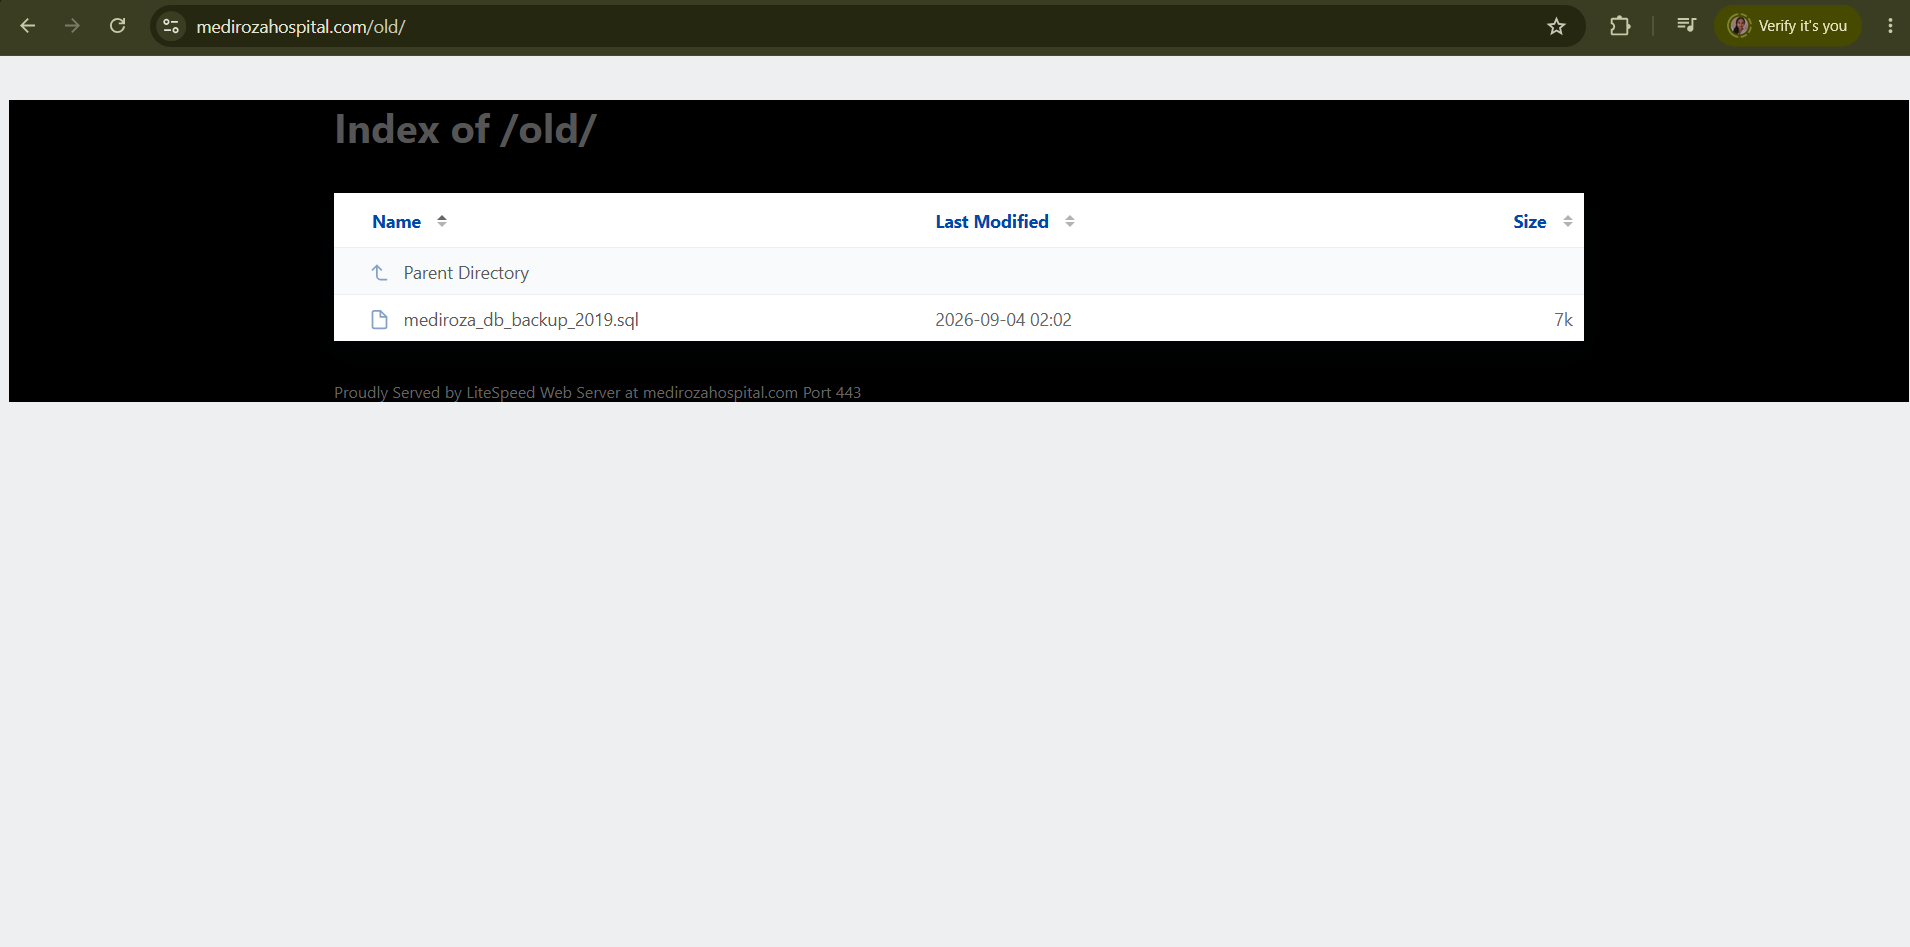 medirozahospital.com/old/
Verify it's you
Index of /old/
Name Last Modified Size
Parent Directory
mediroza_db_backup_2019.sql 2026-09-04 02:02 7k
Proudly Served by LiteSpeed Web Server at medirozahospital.com Port 443